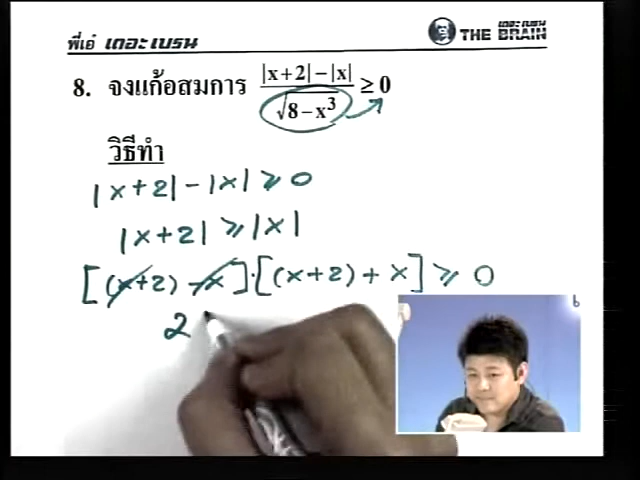 พี่เอ๋ เดอะเบรน
เดอะเบรน
THE BRAIN
8. จงแก้อสมการ (|x+2|−|x|)/√(8−x³) ≥ 0
วิธีทำ
|x+2|−|x| ≥ 0
|x+2| ≥ |x|
[(x+2)−x]·[(x+2)+x] ≥ 0
2